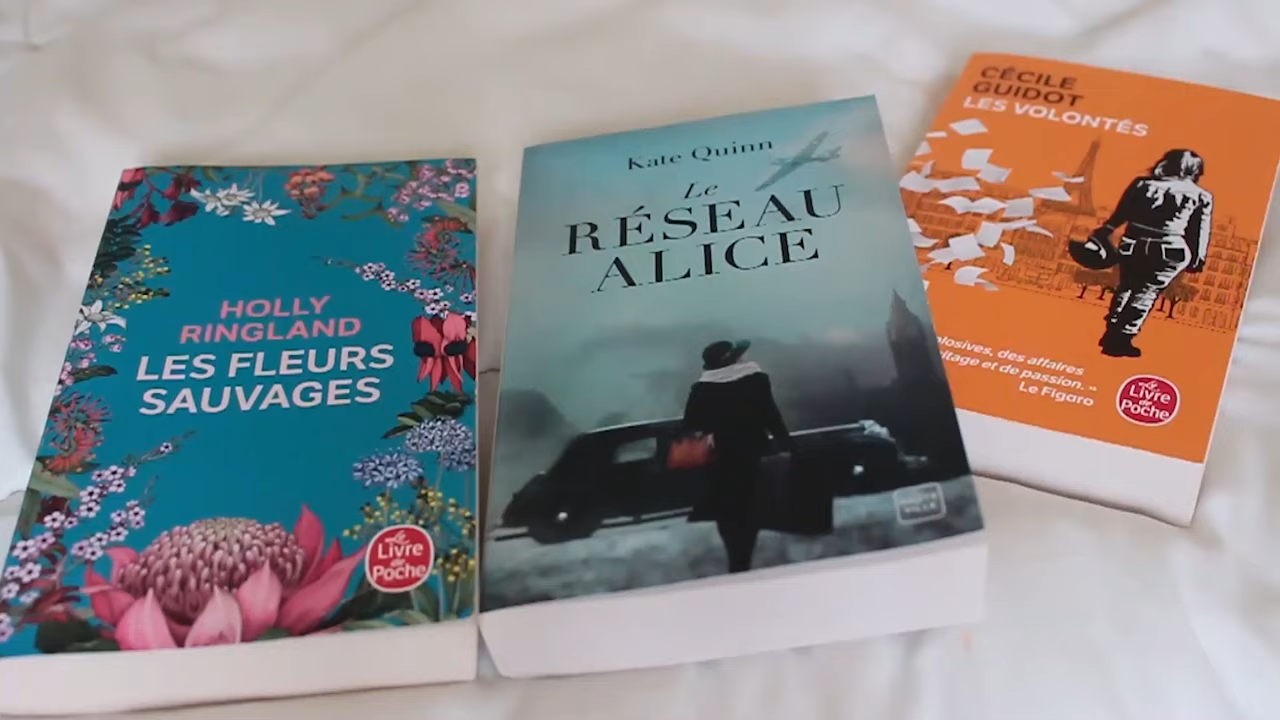 HOLLY
RINGLAND
LES FLEURS
SAUVAGES
Le
Livre
de
Poche
Kate Quinn
Le
RÉSEAU
ALICE
CÉCILE
GUIDOT
LES VOLONTÉS
des affaires
et de passion. »
Le Figaro
Le
Livre
de
Poche